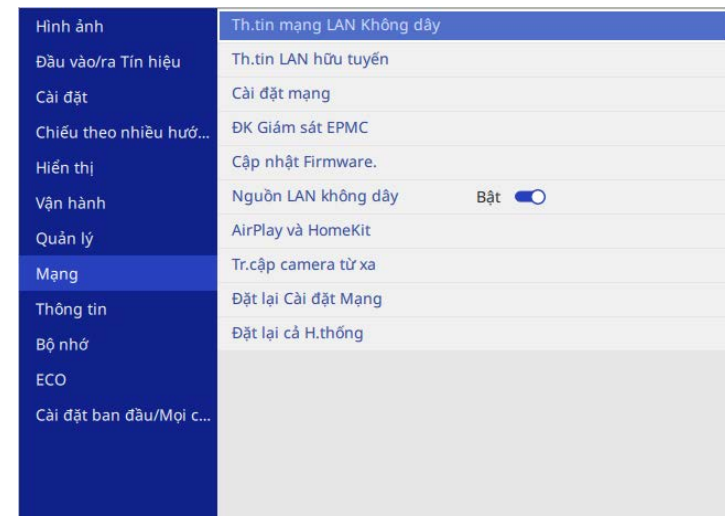 Hình ảnh
Đầu vào/ra Tín hiệu
Cài đặt
Chiếu theo nhiều hướ...
Hiển thị
Vận hành
Quản lý
Mạng
Thông tin
Bộ nhớ
ECO
Cài đặt ban đầu/Mọi c...
Th.tin mạng LAN Không dây
Th.tin LAN hữu tuyến
Cài đặt mạng
ĐK Giám sát EPMC
Cập nhật Firmware.
Nguồn LAN không dây Bật
AirPlay và HomeKit
Tr.cập camera từ xa
Đặt lại Cài đặt Mạng
Đặt lại cả H.thống